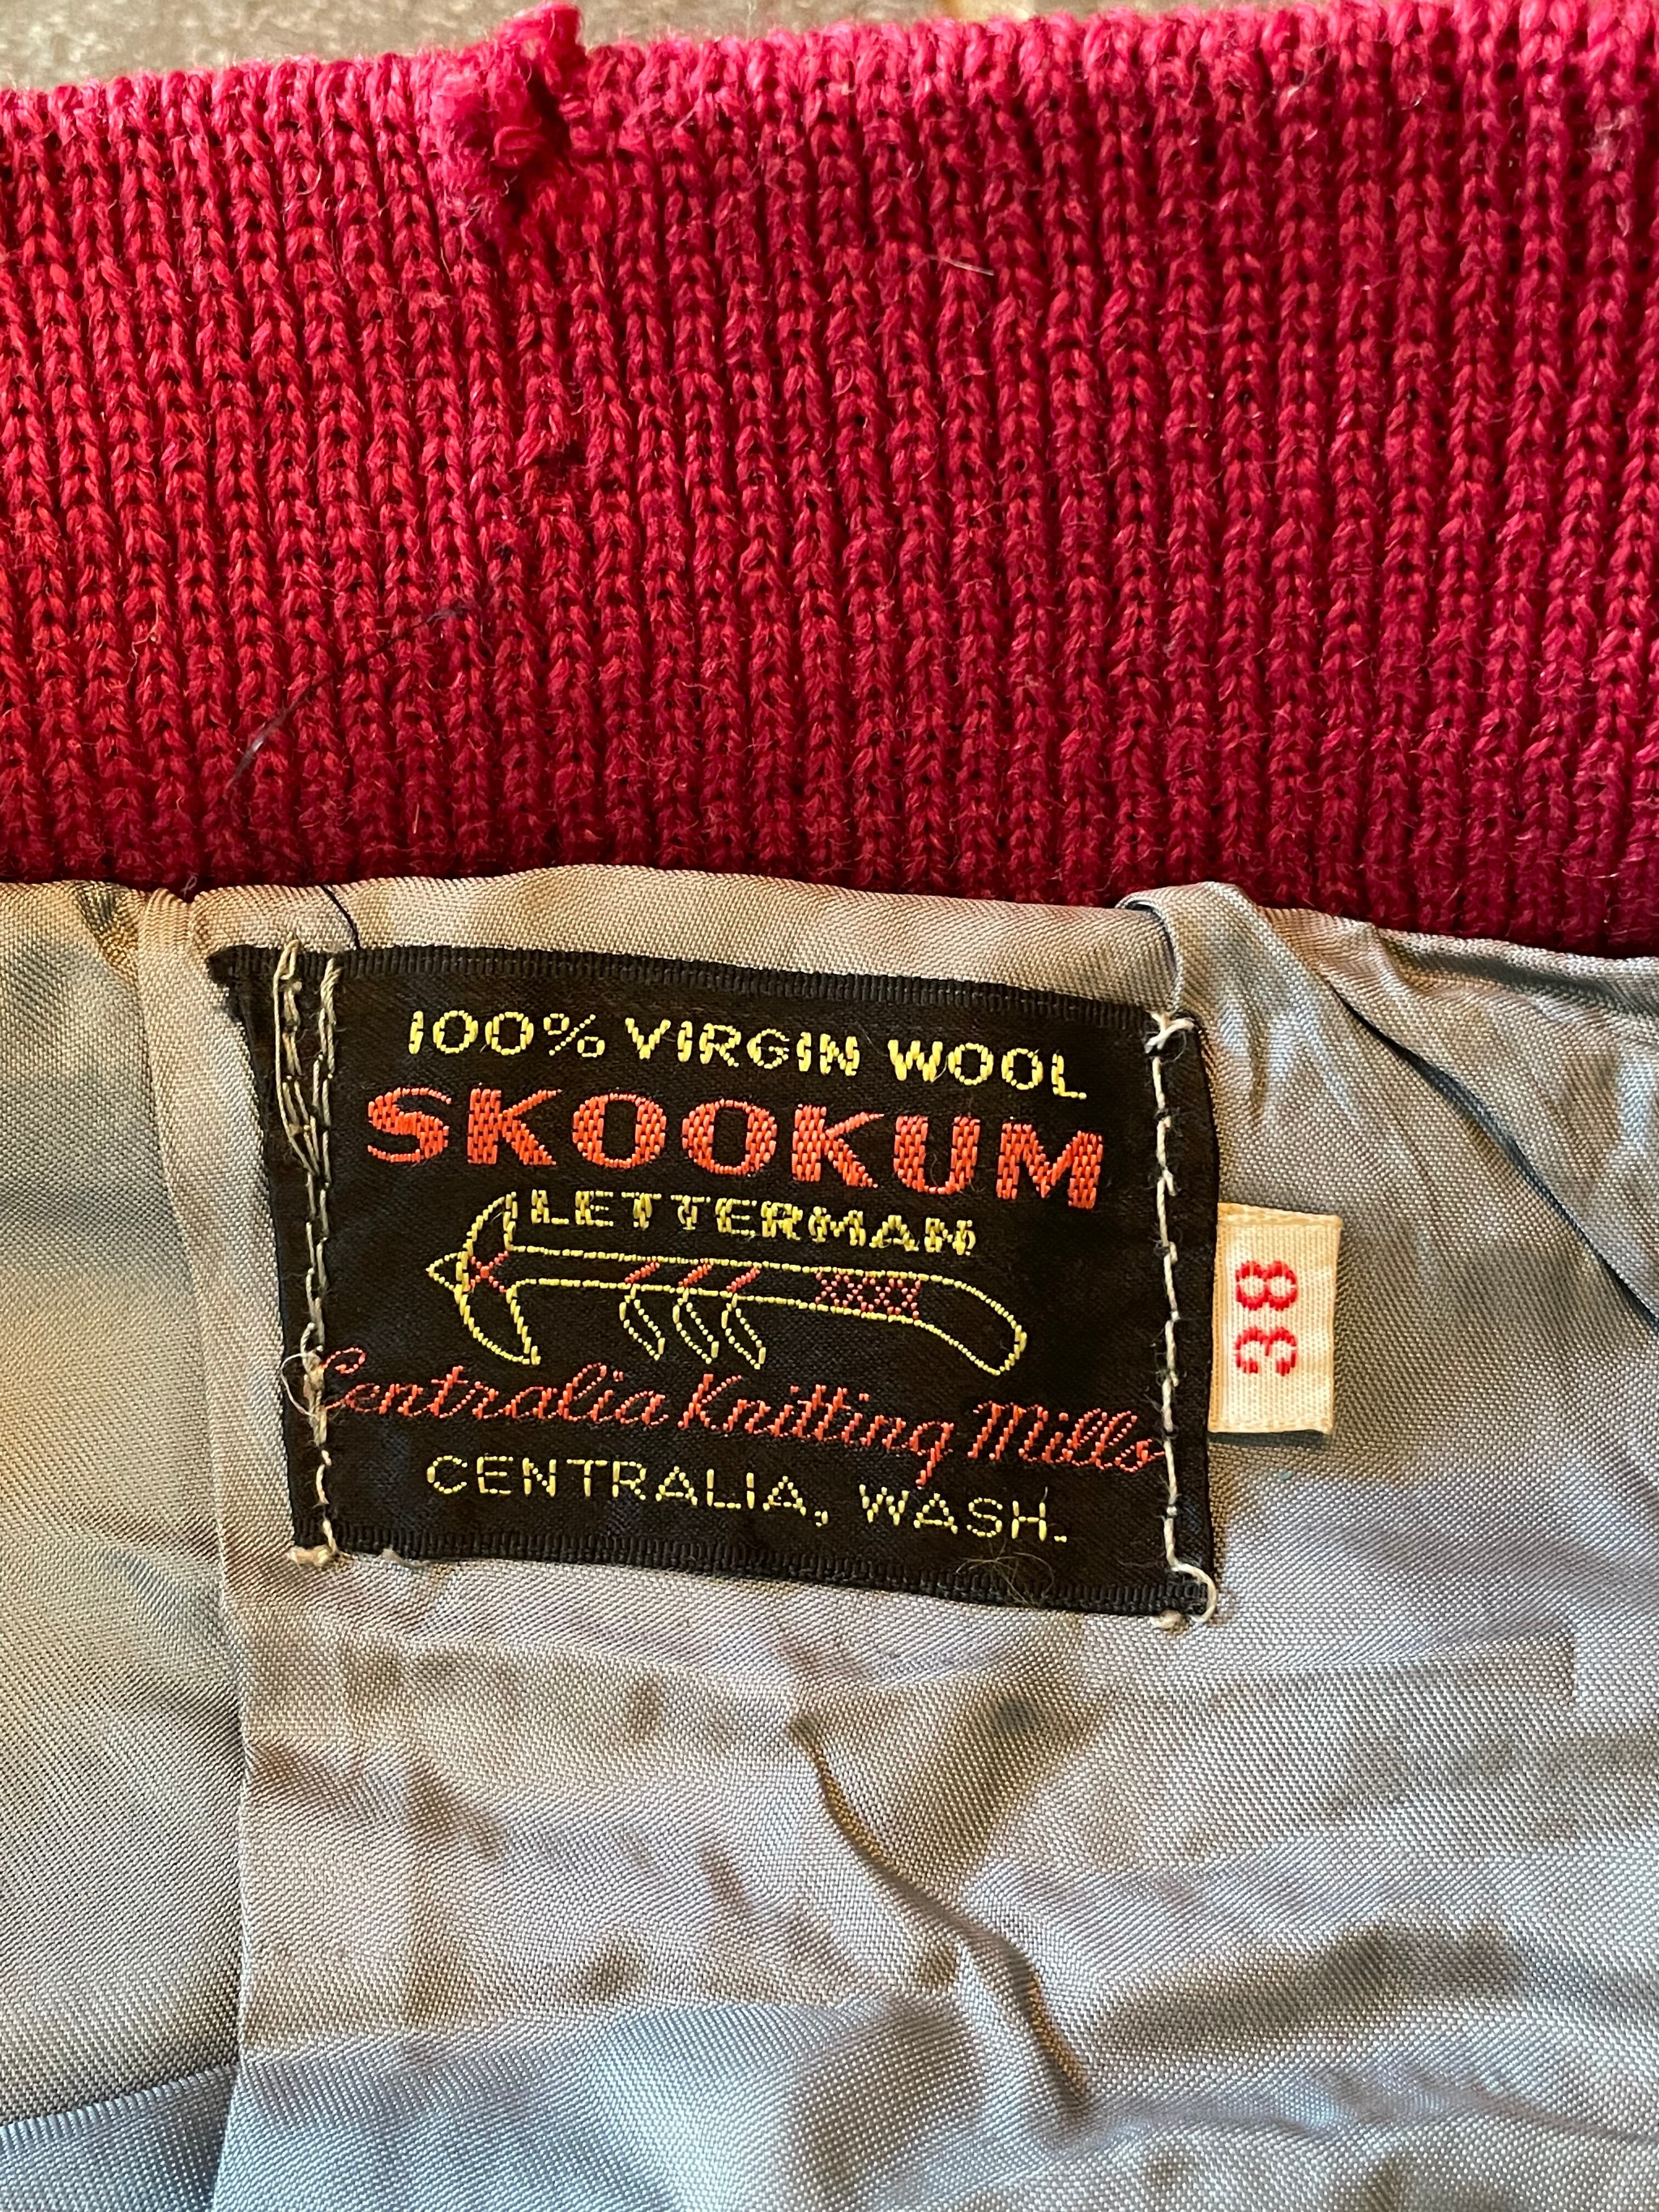 100% VIRGIN WOOL
SKOOKUM
LETTERMAN
Centralia Knitting Mills
CENTRALIA, WASH.
38